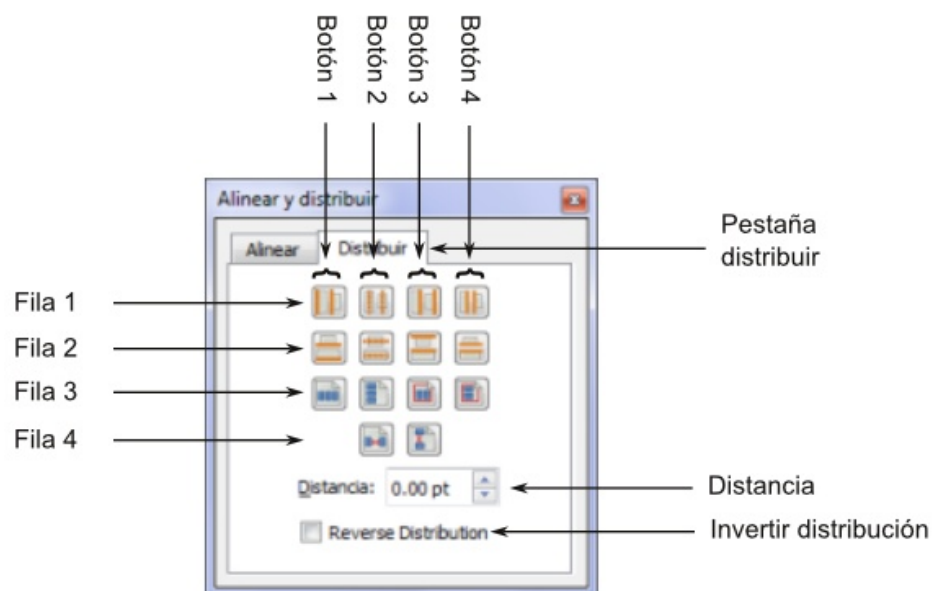 Botón 1
Botón 2
Botón 3
Botón 4
Alinear y distribuir
Alinear
Distribuir
Pestaña
distribuir
Fila 1
Fila 2
Fila 3
Fila 4
Distancia: 0.00 pt
Distancia
Reverse Distribution
Invertir distribución